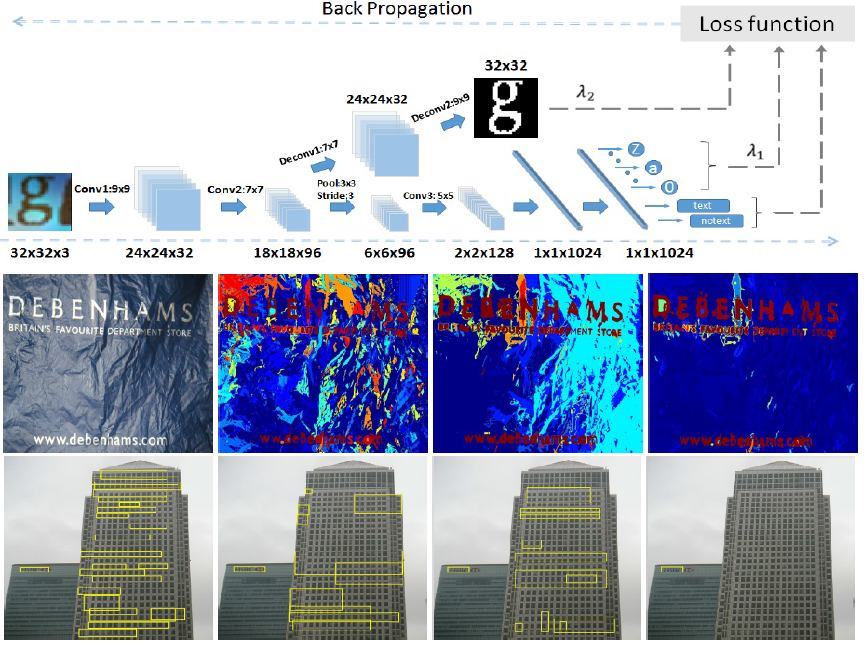 Back Propagation
Loss function
32x32
λ2
24x24x32
Deconv2:9x9
g
Deconv1:7x7
λ1
Z
a
0
text
notext
Conv1:9x9
Conv2:7x7
Pool:3x3
Stride:3
Conv3: 5x5
g
32x32x3
24x24x32
18x18x96
6x6x96
2x2x128
1x1x1024
1x1x1024
DEBENHAMS
BRITAIN'S FAVOURITE DEPARTMENT STORE
www.debenhams.com
DEBENHAMS
BRITAIN'S FAVOURITE DEPARTMENT STORE
www.debenhams.com
DEBENHAMS
BRITAIN'S FAVOURITE DEPARTMENT STORE
www.debenhams.com
DEBENHAMS
BRITAIN'S FAVOURITE DEPARTMENT STORE
www.debenhams.com